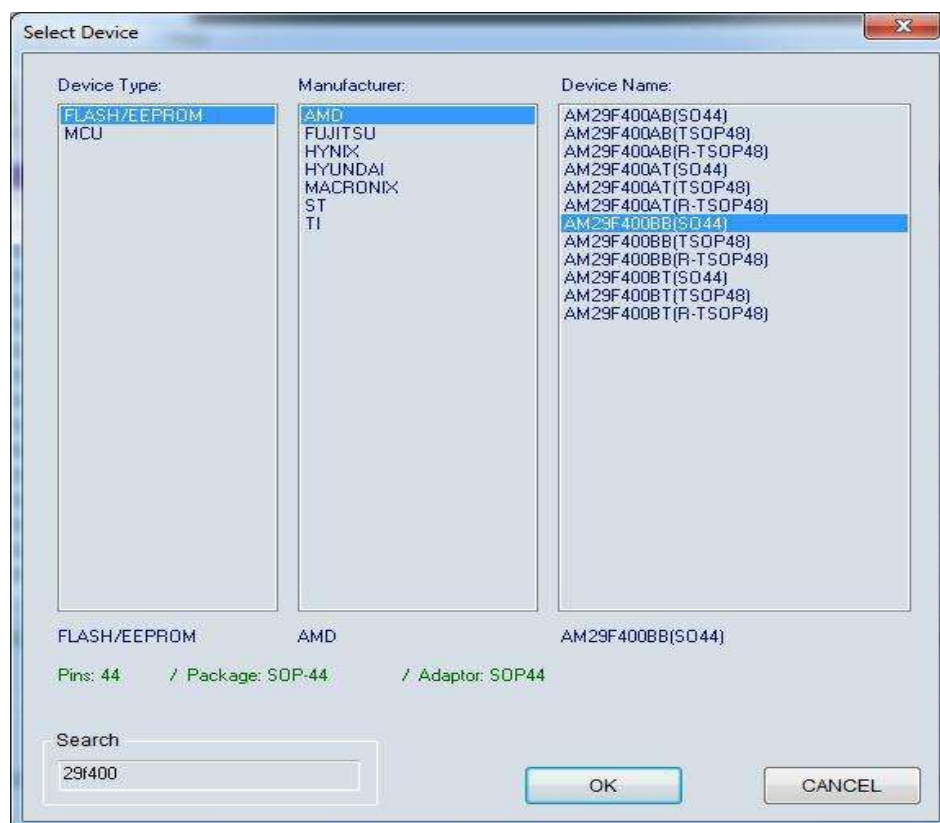 Select Device
Device Type:
FLASH/EEPROM
MCU
Manufacturer:
AMD
FUJITSU
HYNIX
HYUNDAI
MACRONIX
ST
TI
Device Name:
AM29F400AB(SO44)
AM29F400AB(TSOP48)
AM29F400AB(R-TSOP48)
AM29F400AT(SO44)
AM29F400AT(TSOP48)
AM29F400AT(R-TSOP48)
AM29F400BB(SO44)
AM29F400BB(TSOP48)
AM29F400BB(R-TSOP48)
AM29F400BT(SO44)
AM29F400BT(TSOP48)
AM29F400BT(R-TSOP48)
FLASH/EEPROM AMD AM29F400BB(SO44)
Pins: 44 / Package: SOP-44 / Adaptor: SOP44
Search
29f400
OK CANCEL